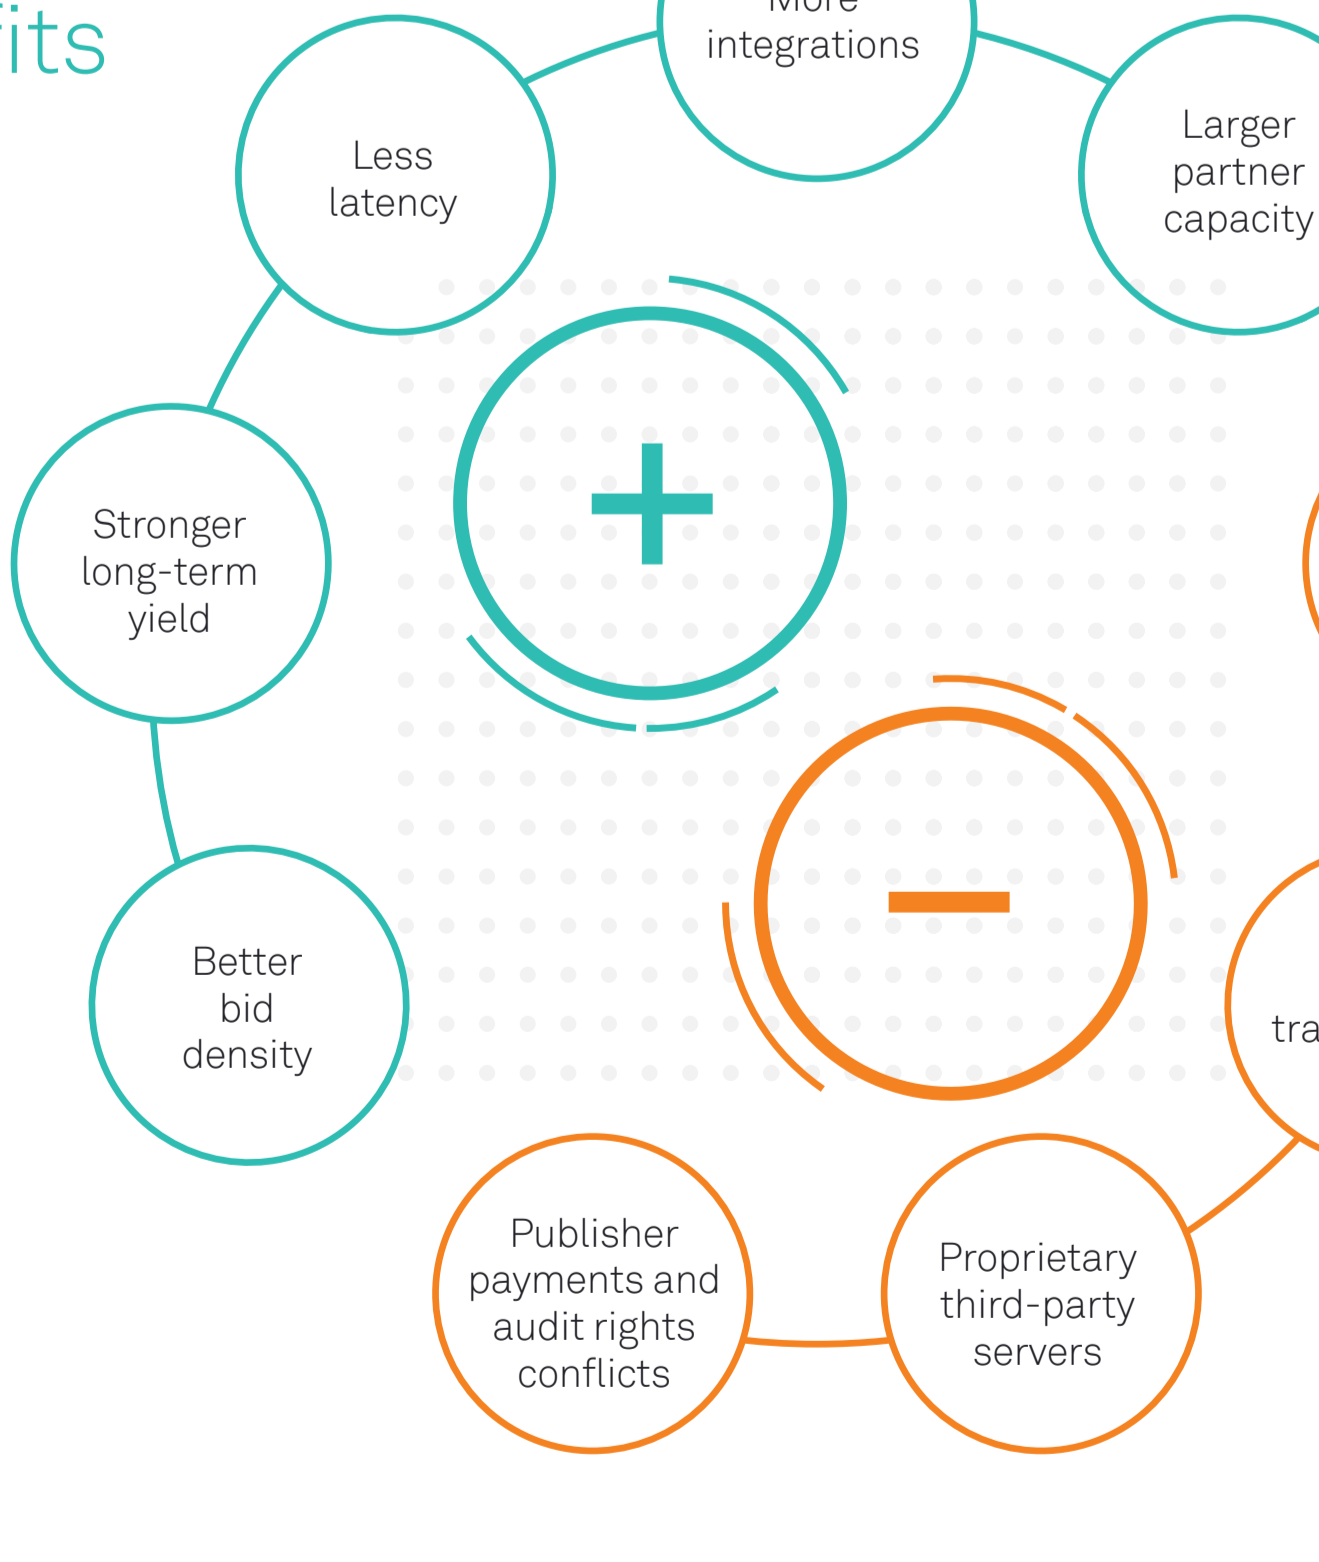 More
integrations
Less
latency
Larger
partner
capacity
Stronger
long-term
yield
Better
bid
density
Publisher
payments and
audit rights
conflicts
Proprietary
third-party
servers